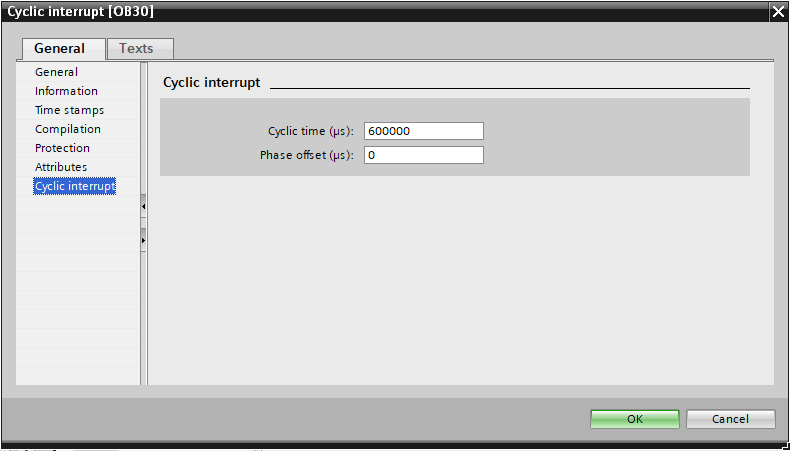 Cyclic interrupt [OB30]
General
Texts
General
Information
Time stamps
Compilation
Protection
Attributes
Cyclic interrupt
Cyclic interrupt
Cyclic time (µs): 600000
Phase offset (µs): 0
OK
Cancel